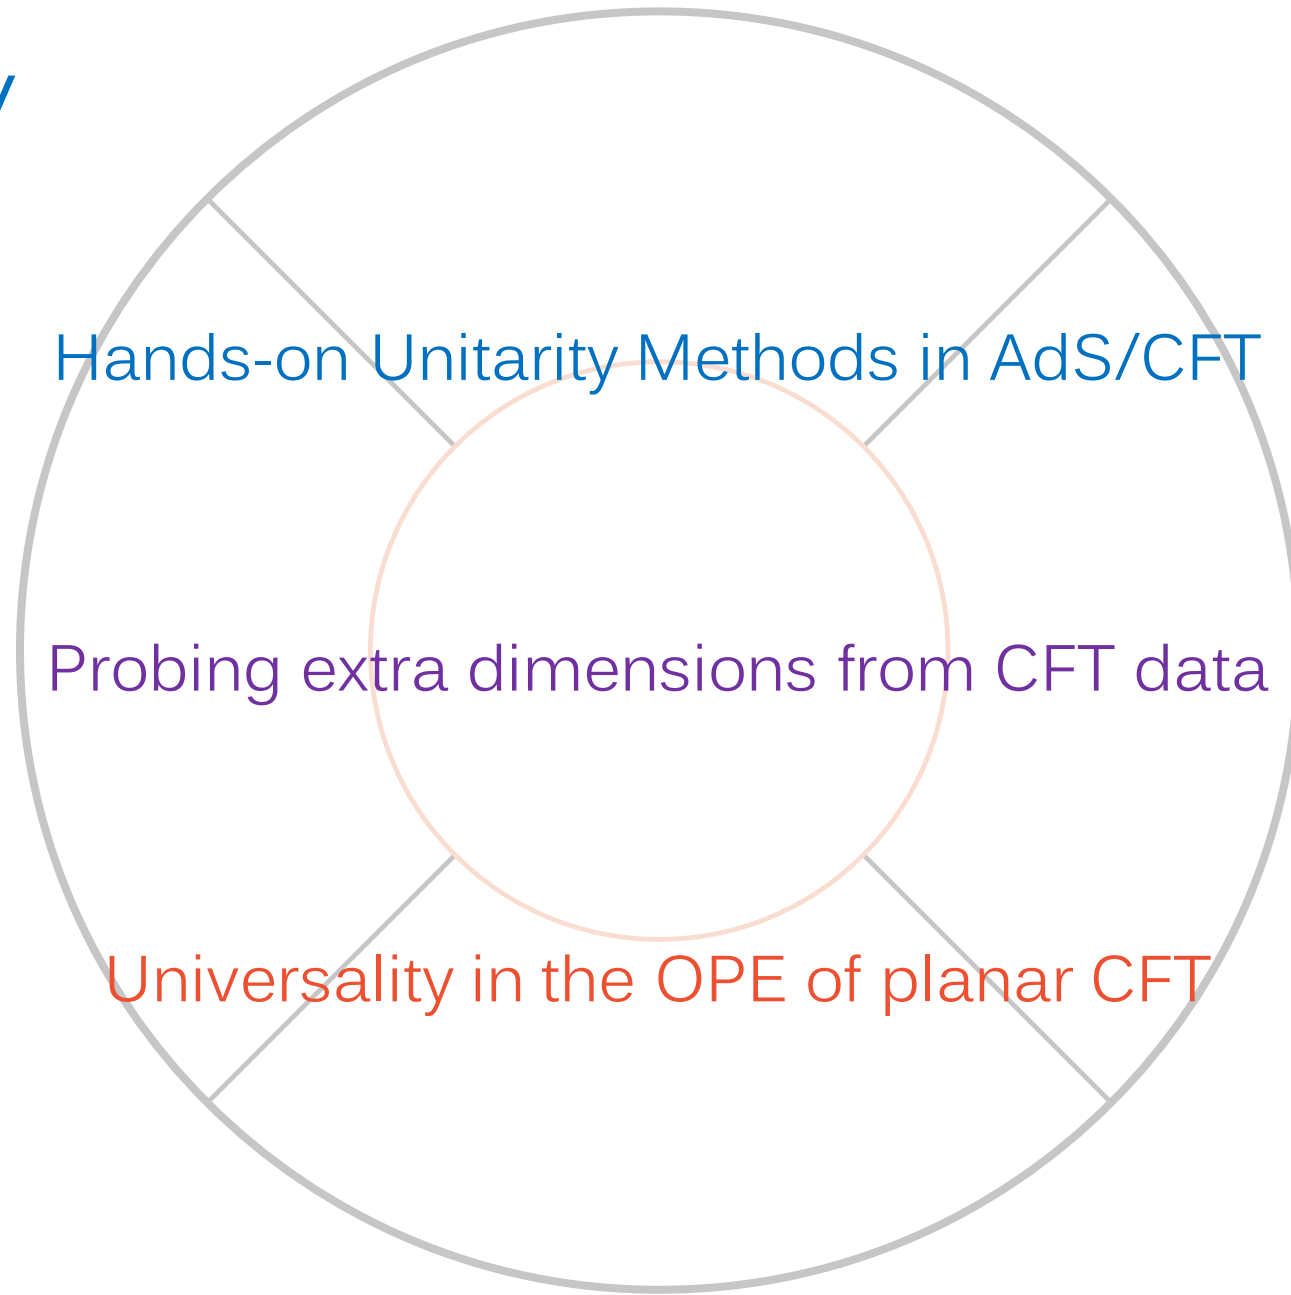 Hands-on Unitarity Methods in AdS/CFT
Probing extra dimensions from CFT data
Universality in the OPE of planar CFT